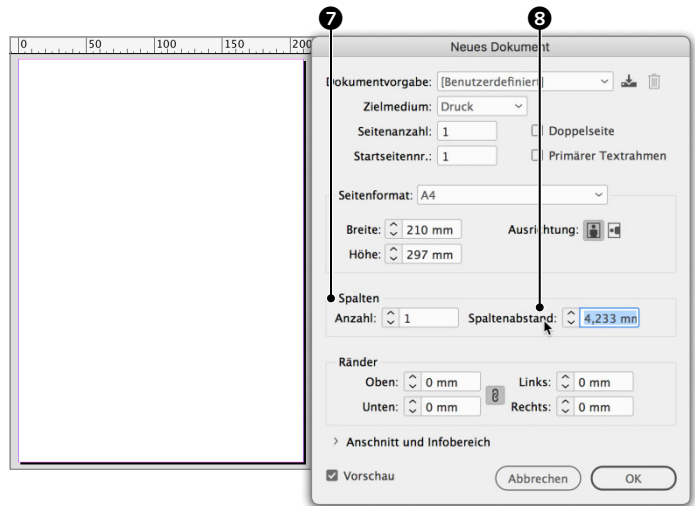 ❼ ❽
0 50 100 150 200
Neues Dokument
Dokumentvorgabe: [Benutzerdefiniert]
Zielmedium: Druck
Seitenanzahl: 1 Doppelseite
Startseitennr.: 1 Primärer Textrahmen
Seitenformat: A4
Breite: 210 mm Ausrichtung:
Höhe: 297 mm
Spalten
Anzahl: 1 Spaltenabstand: 4,233 mm
Ränder
Oben: 0 mm Links: 0 mm
Unten: 0 mm Rechts: 0 mm
Anschnitt und Infobereich
Vorschau Abbrechen OK